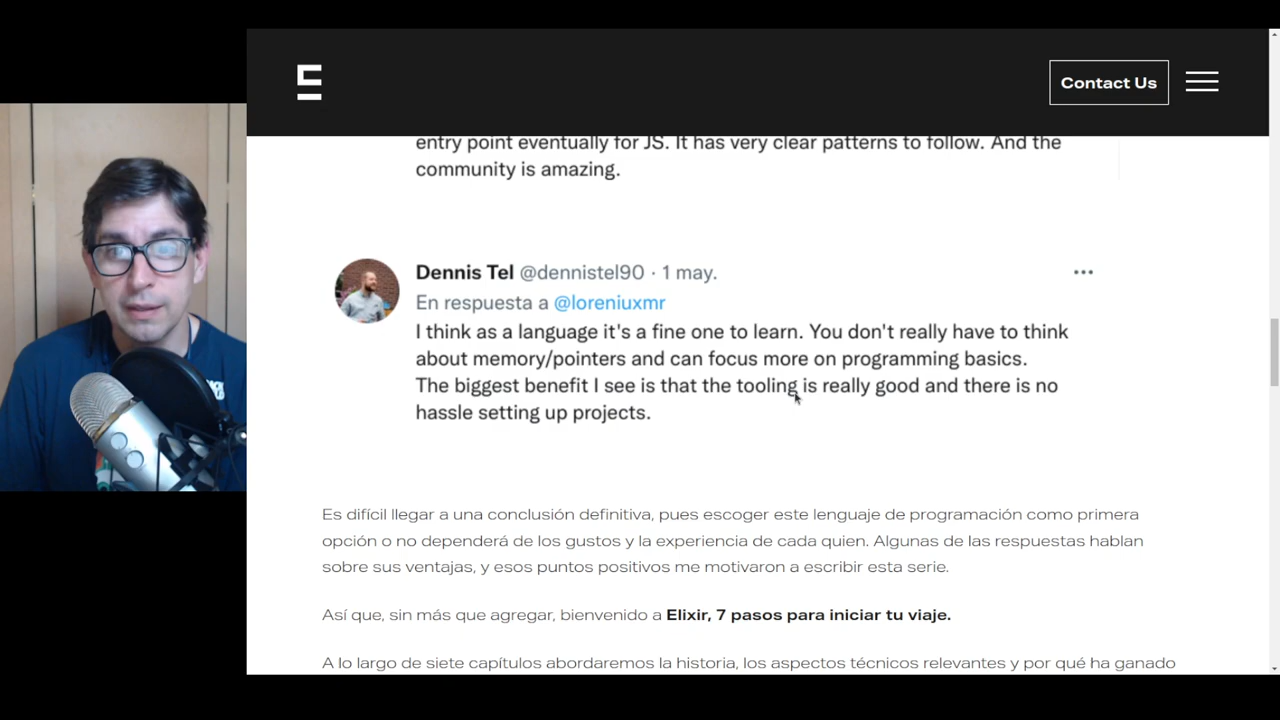 Contact Us
entry point eventually for JS. It has very clear patterns to follow. And the
community is amazing.
Dennis Tel @dennistel90 · 1 may.
En respuesta a @loreniuxmr
I think as a language it's a fine one to learn. You don't really have to think
about memory/pointers and can focus more on programming basics.
The biggest benefit I see is that the tooling is really good and there is no
hassle setting up projects.
Es difícil llegar a una conclusión definitiva, pues escoger este lenguaje de programación como primera
opción o no dependerá de los gustos y la experiencia de cada quien. Algunas de las respuestas hablan
sobre sus ventajas, y esos puntos positivos me motivaron a escribir esta serie.
Así que, sin más que agregar, bienvenido a Elixir, 7 pasos para iniciar tu viaje.
A lo largo de siete capítulos abordaremos la historia, los aspectos técnicos relevantes y por qué ha ganado